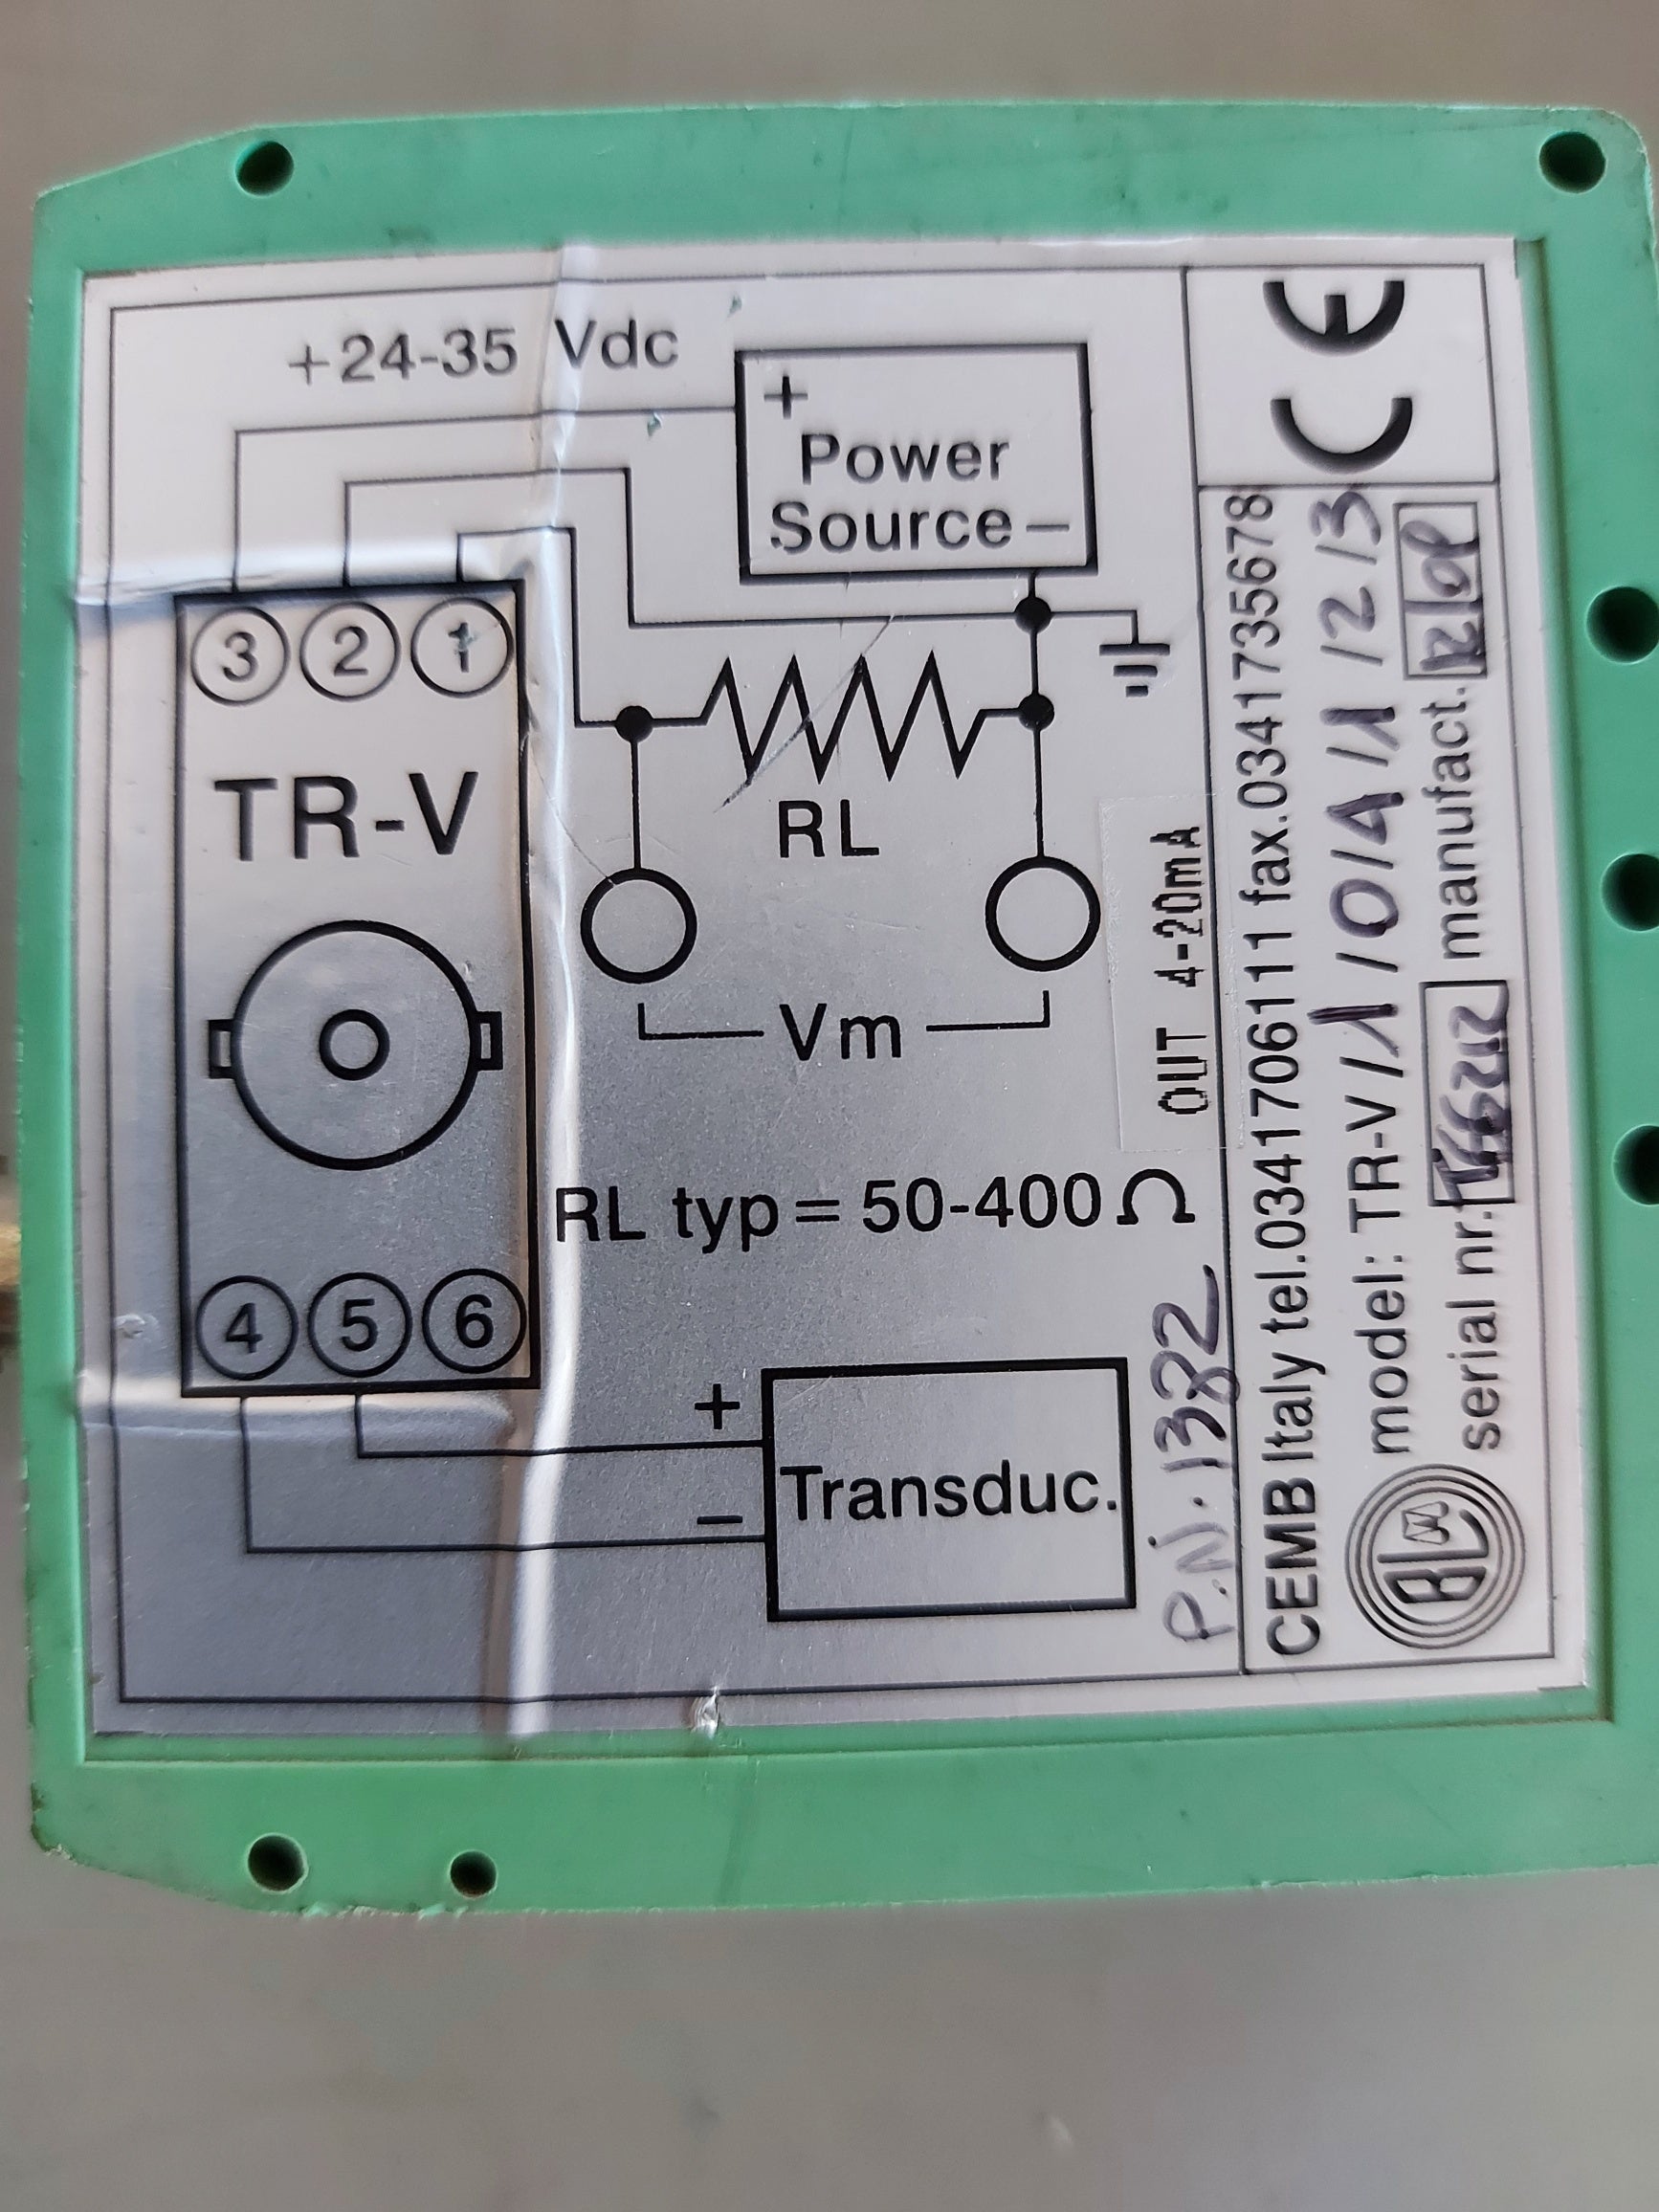 +24-35 Vdc
+
Power
Source –
3 2 1
TR-V
RL
Vm
RL typ = 50-400 Ω
4 5 6
+
Transduc.
–
OUT 4-20mA
P.N. 1382
CE
CEMB Italy tel.0341706111 fax.0341735678
model: TR-V/1/0/A/1/2/3
serial nr. manufact.